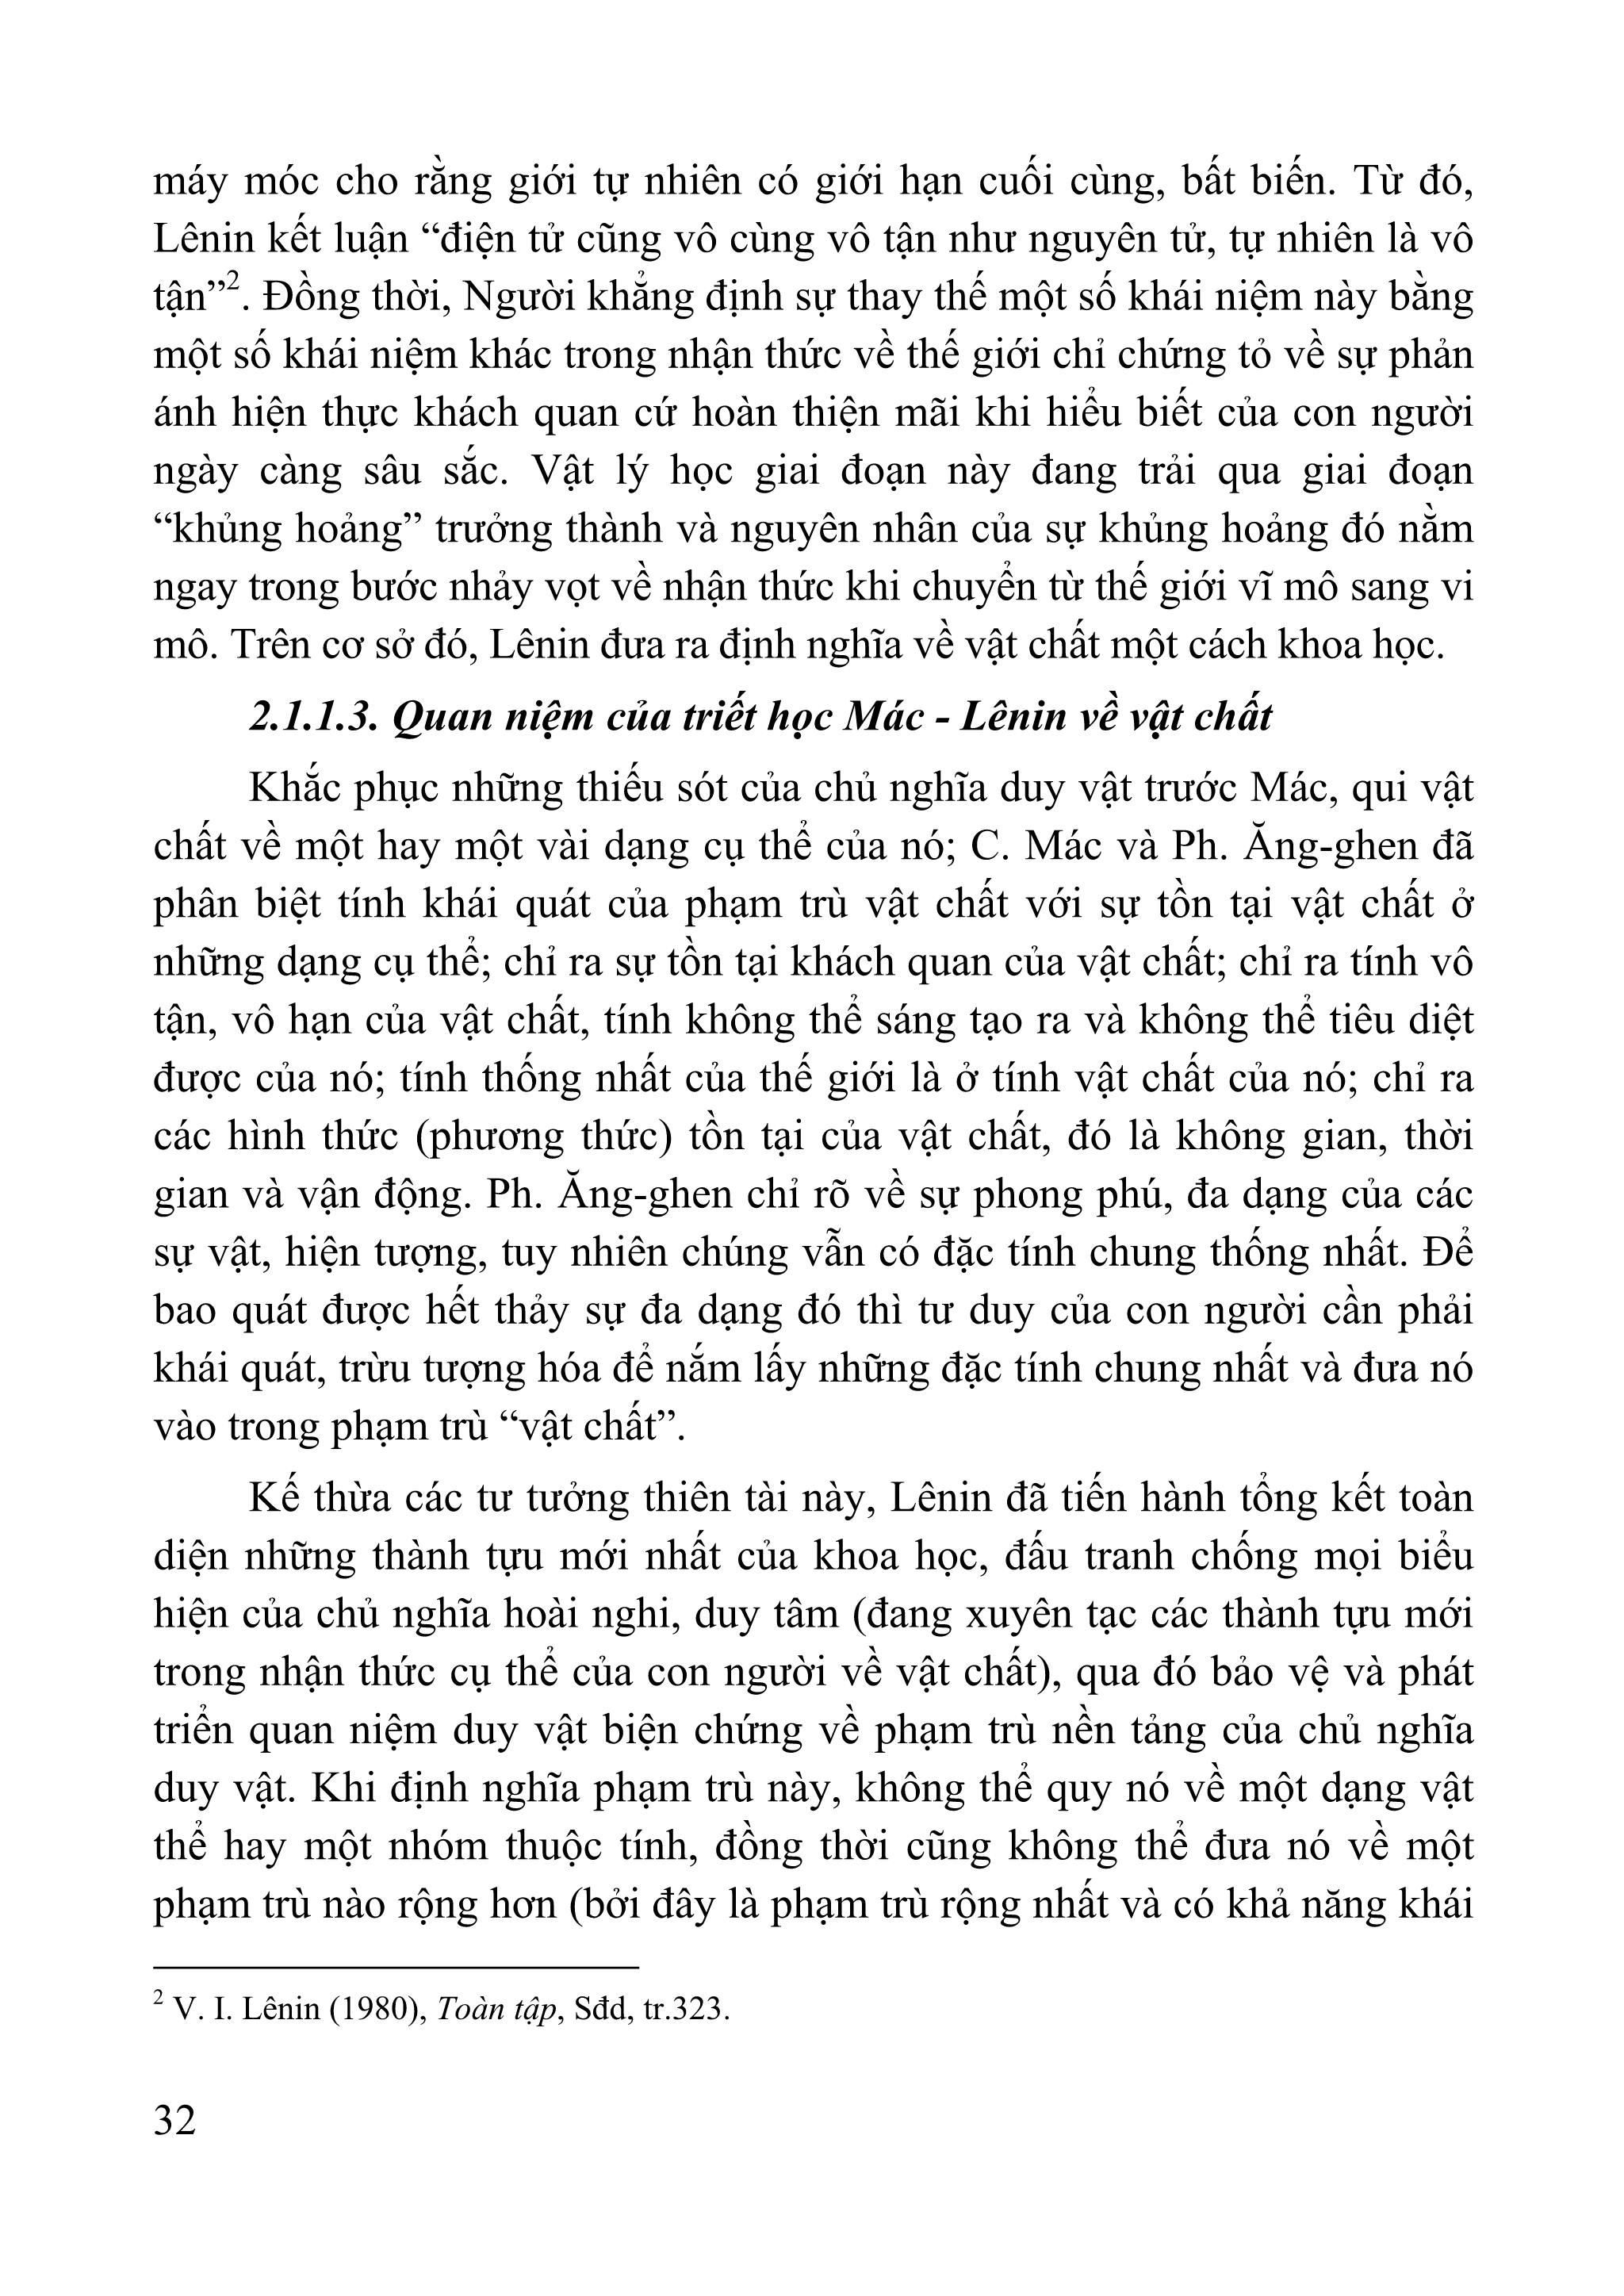 máy móc cho rằng giới tự nhiên có giới hạn cuối cùng, bất biến. Từ đó,
Lênin kết luận “điện tử cũng vô cùng vô tận như nguyên tử, tự nhiên là vô
tận”2. Đồng thời, Người khẳng định sự thay thế một số khái niệm này bằng
một số khái niệm khác trong nhận thức về thế giới chỉ chứng tỏ về sự phản
ánh hiện thực khách quan cứ hoàn thiện mãi khi hiểu biết của con người
ngày càng sâu sắc. Vật lý học giai đoạn này đang trải qua giai đoạn
“khủng hoảng” trưởng thành và nguyên nhân của sự khủng hoảng đó nằm
ngay trong bước nhảy vọt về nhận thức khi chuyển từ thế giới vĩ mô sang vi
mô. Trên cơ sở đó, Lênin đưa ra định nghĩa về vật chất một cách khoa học.
2.1.1.3. Quan niệm của triết học Mác - Lênin về vật chất
Khắc phục những thiếu sót của chủ nghĩa duy vật trước Mác, qui vật
chất về một hay một vài dạng cụ thể của nó; C. Mác và Ph. Ăng-ghen đã
phân biệt tính khái quát của phạm trù vật chất với sự tồn tại vật chất ở
những dạng cụ thể; chỉ ra sự tồn tại khách quan của vật chất; chỉ ra tính vô
tận, vô hạn của vật chất, tính không thể sáng tạo ra và không thể tiêu diệt
được của nó; tính thống nhất của thế giới là ở tính vật chất của nó; chỉ ra
các hình thức (phương thức) tồn tại của vật chất, đó là không gian, thời
gian và vận động. Ph. Ăng-ghen chỉ rõ về sự phong phú, đa dạng của các
sự vật, hiện tượng, tuy nhiên chúng vẫn có đặc tính chung thống nhất. Để
bao quát được hết thảy sự đa dạng đó thì tư duy của con người cần phải
khái quát, trừu tượng hóa để nắm lấy những đặc tính chung nhất và đưa nó
vào trong phạm trù “vật chất”.
Kế thừa các tư tưởng thiên tài này, Lênin đã tiến hành tổng kết toàn
diện những thành tựu mới nhất của khoa học, đấu tranh chống mọi biểu
hiện của chủ nghĩa hoài nghi, duy tâm (đang xuyên tạc các thành tựu mới
trong nhận thức cụ thể của con người về vật chất), qua đó bảo vệ và phát
triển quan niệm duy vật biện chứng về phạm trù nền tảng của chủ nghĩa
duy vật. Khi định nghĩa phạm trù này, không thể quy nó về một dạng vật
thể hay một nhóm thuộc tính, đồng thời cũng không thể đưa nó về một
phạm trù nào rộng hơn (bởi đây là phạm trù rộng nhất và có khả năng khái
2 V. I. Lênin (1980), Toàn tập, Sđd, tr.323.
32